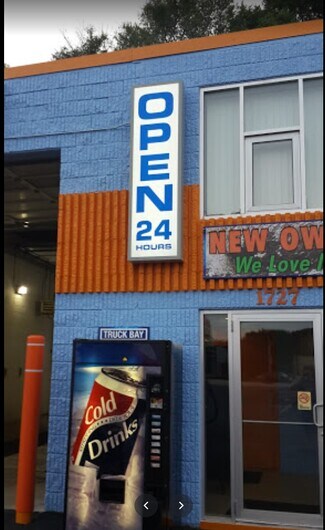 OPEN
24
HOURS
NEW OW
We Love
1727
TRUCK BAY
Cold
Drinks